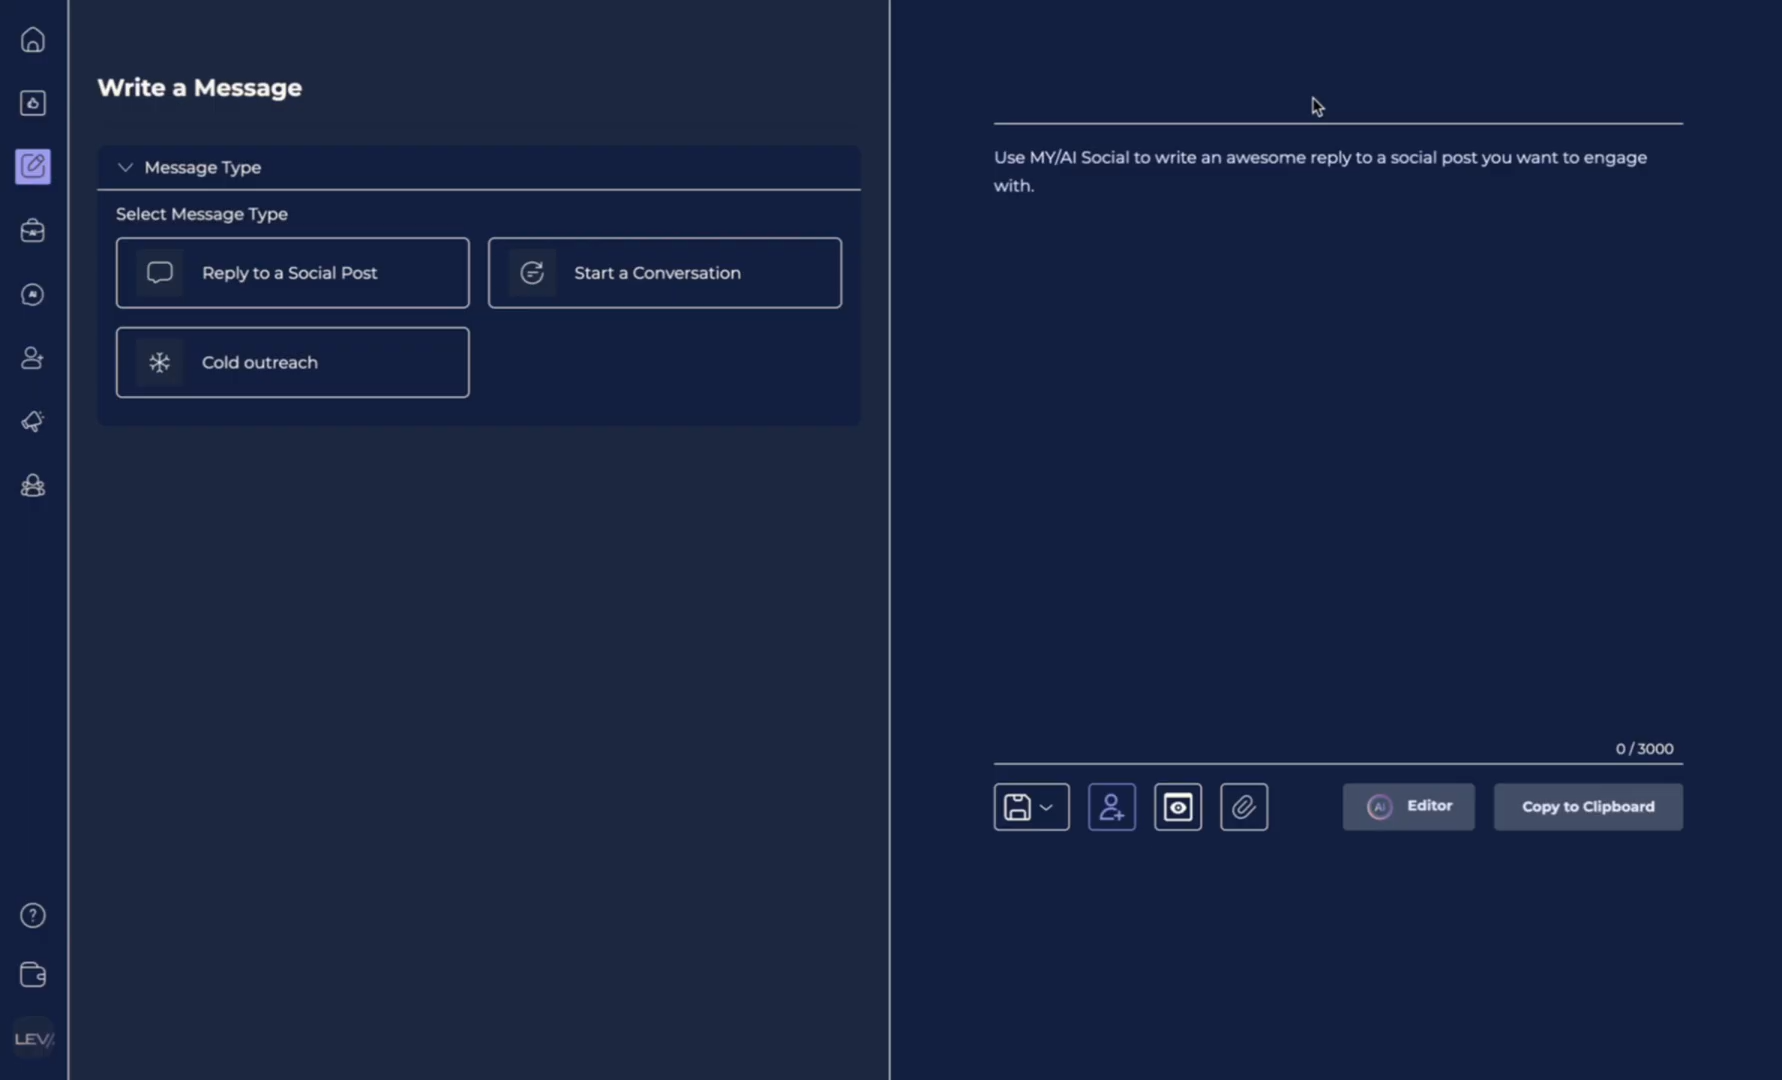 Write a Message
Message Type
Select Message Type
Reply to a Social Post
Start a Conversation
Cold outreach
Use MY/AI Social to write an awesome reply to a social post you want to engage
with.
0 / 3000
AI Editor
Copy to Clipboard
LEV/